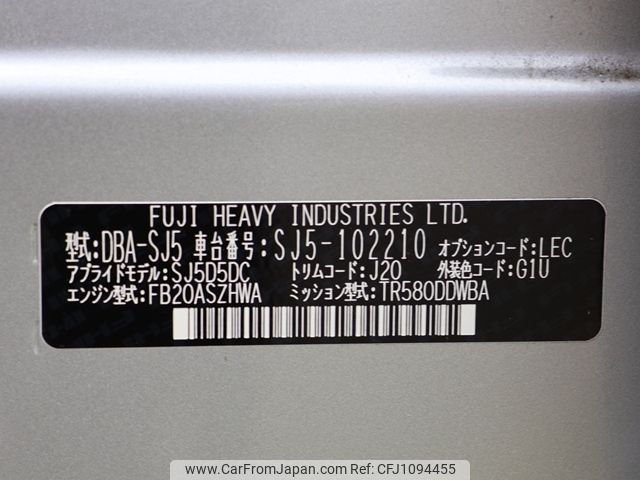 FUJI HEAVY INDUSTRIES LTD.
型式:DBA-SJ5 車台番号:SJ5-102210 オプションコード:LEC
アプライドモデル:SJ5D5DC トリムコード:J20 外装色コード:G1U
エンジン型式:FB20ASZHWA ミッション型式:TR580DDWBA
www.CarFromJapan.com - ID: CFJ1094455